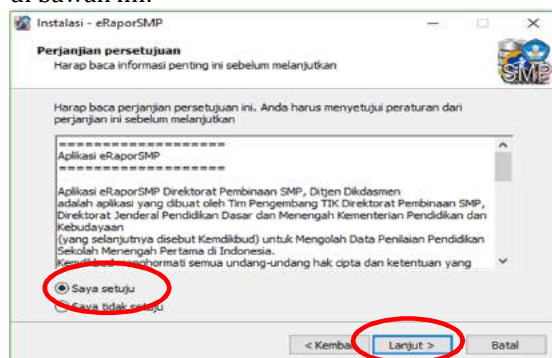 di bawah ini.
Instalasi - eRaporSMP
Perjanjian persetujuan
Harap baca informasi penting ini sebelum melanjutkan
SMP
Harap baca perjanjian persetujuan ini. Anda harus menyetujui peraturan dari
perjanjian ini sebelum melanjutkan
====================
Aplikasi eRaporSMP
====================
Aplikasi eRaporSMP Direktorat Pembinaan SMP, Ditjen Dikdasmen
adalah aplikasi yang dibuat oleh Tim Pengembang TIK Direktorat Pembinaan SMP,
Direktorat Jenderal Pendidikan Dasar dan Menengah Kementerian Pendidikan dan
Kebudayaan
(yang selanjutnya disebut Kemdikbud) untuk Mengolah Data Penilaian Pendidikan
Sekolah Menengah Pertama di Indonesia.
Kemdikbud menghormati semua undang-undang hak cipta dan ketentuan yang
Saya setuju
Saya tidak setuju
< Kembali
Lanjut >
Batal